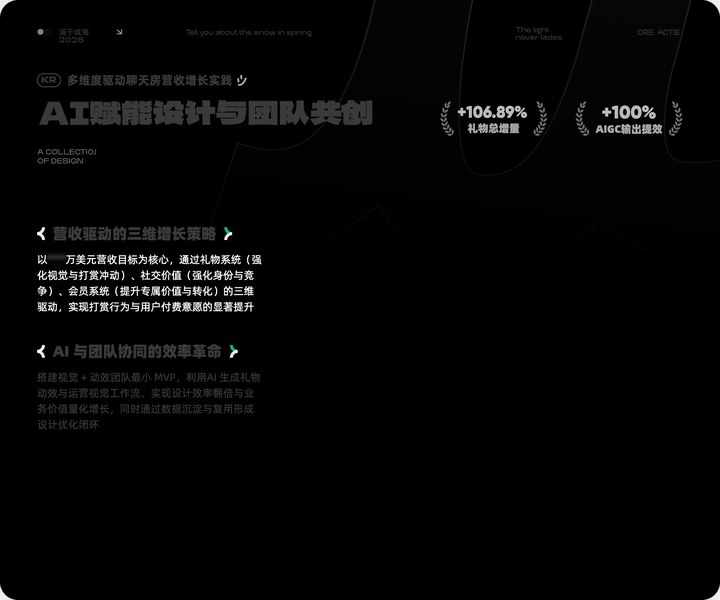 溺于峸海
2026
Tell you about the snow in spring
The light
never fades.
CRE·ACTIE
KR 多维度驱动聊天房营收增长实践
AI赋能设计与团队共创
+106.89%
礼物总增量
+100%
AIGC输出提效
A COLLECTIO)
OF DESIGN
营收驱动的三维增长策略
以 万美元营收目标为核心，通过礼物系统（强
化视觉与打赏冲动）、社交价值（强化身份与竞
争）、会员系统（提升专属价值与转化）的三维
驱动，实现打赏行为与用户付费意愿的显著提升
AI 与团队协同的效率革命
搭建视觉 + 动效团队最小 MVP，利用AI 生成礼物
动效与运营视觉工作流，实现设计效率翻倍与业
务价值量化增长，同时通过数据沉淀与复用形成
设计优化闭环